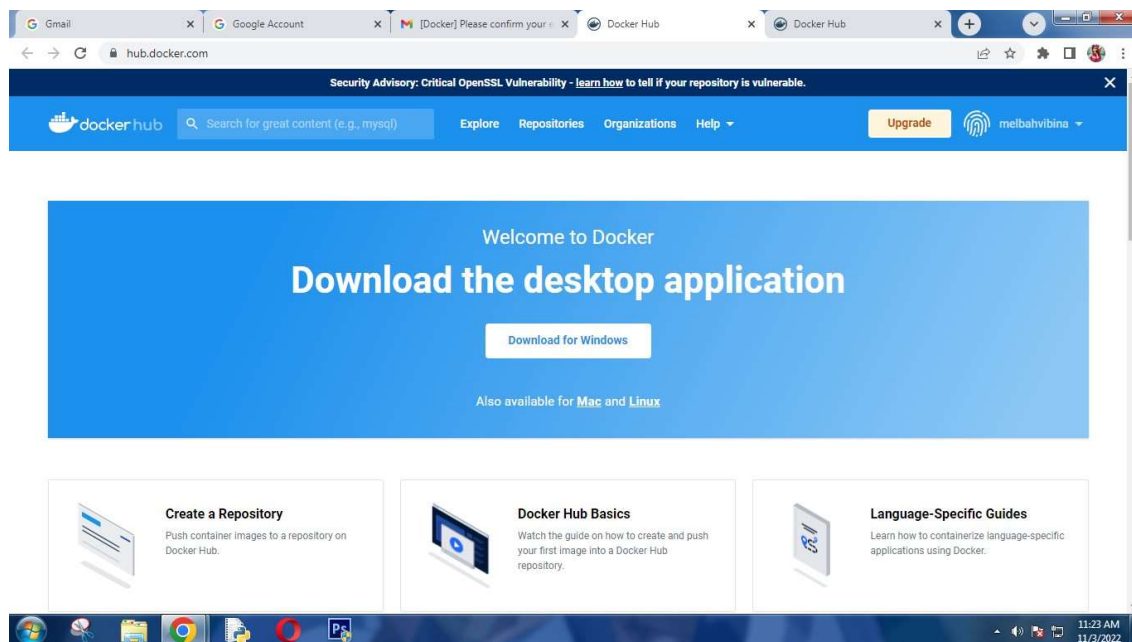 Gmail
Google Account
[Docker] Please confirm your e
Docker Hub
Docker Hub
hub.docker.com
Security Advisory: Critical OpenSSL Vulnerability - learn how to tell if your repository is vulnerable.
dockerhub
Search for great content (e.g., mysql)
Explore
Repositories
Organizations
Help
Upgrade
melbahvibina
Welcome to Docker
Download the desktop application
Download for Windows
Also available for Mac and Linux
Create a Repository
Push container images to a repository on
Docker Hub.
Docker Hub Basics
Watch the guide on how to create and push
your first image into a Docker Hub
repository.
Language-Specific Guides
Learn how to containerize language-specific
applications using Docker.
Ps
11:23 AM
11/3/2022